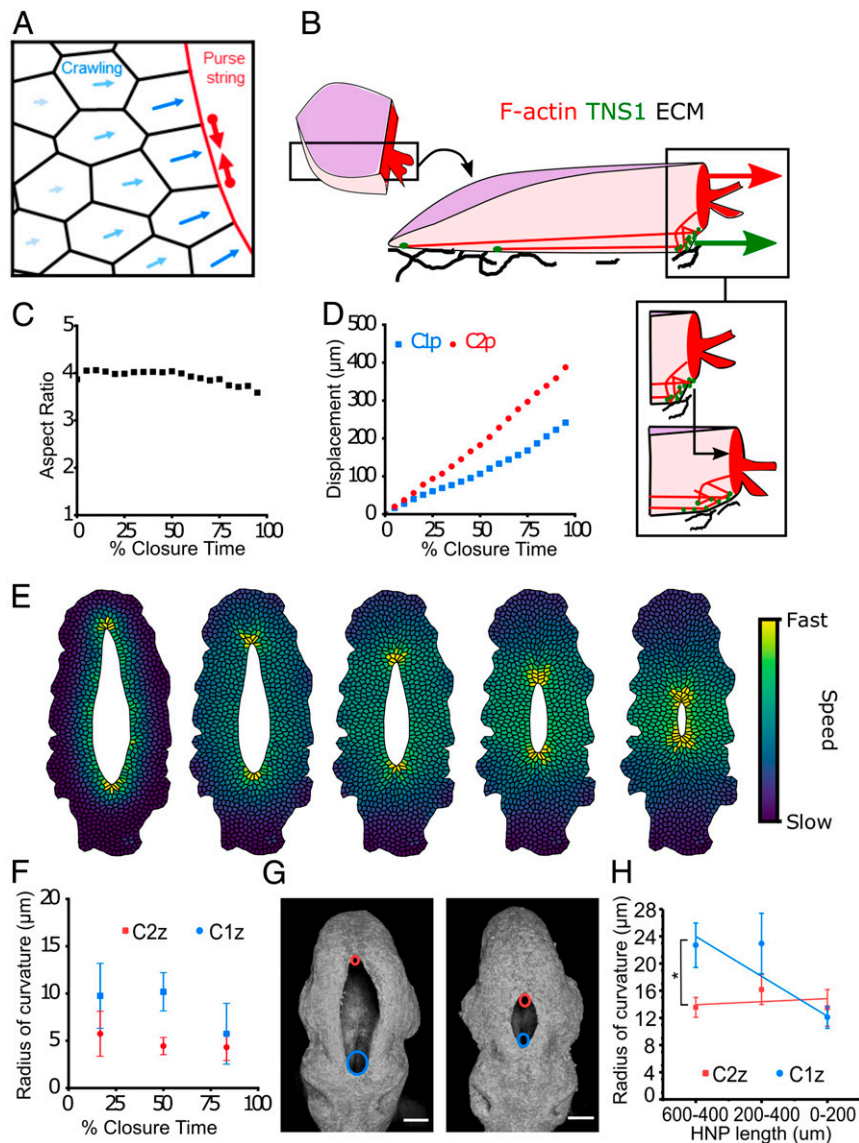 A
Crawling
Purse
string
B
F-actin TNS1 ECM
C
5
4
3
2
1
Aspect Ratio
0 25 50 75 100
% Closure Time
D
500
400
300
200
100
0
Displacement (µm)
C1p C2p
0 25 50 75 100
% Closure Time
E
Fast
Speed
Slow
F
20
15
10
5
0
Radius of curvature (µm)
C2z C1z
0 25 50 75 100
% Closure Time
G
H
28
24
20
16
12
8
4
0
Radius of curvature (µm)
*
C2z C1z
600-400 200-400 0-200
HNP length (um)